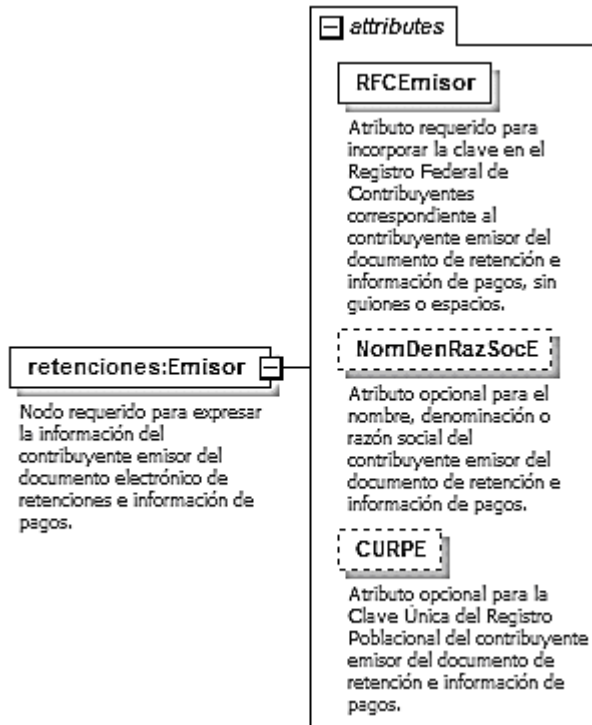 attributes
RFCEmisor
Atributo requerido para
incorporar la clave en el
Registro Federal de
Contribuyentes
correspondiente al
contribuyente emisor del
documento de retención e
información de pagos, sin
guiones o espacios.
retenciones:Emisor
Nodo requerido para expresar
la información del
contribuyente emisor del
documento electrónico de
retenciones e información de
pagos.
NomDenRazSocE
Atributo opcional para el
nombre, denominación o
razón social del
contribuyente emisor del
documento de retención e
información de pagos.
CURPE
Atributo opcional para la
Clave Única del Registro
Poblacional del contribuyente
emisor del documento de
retención e información de
pagos.